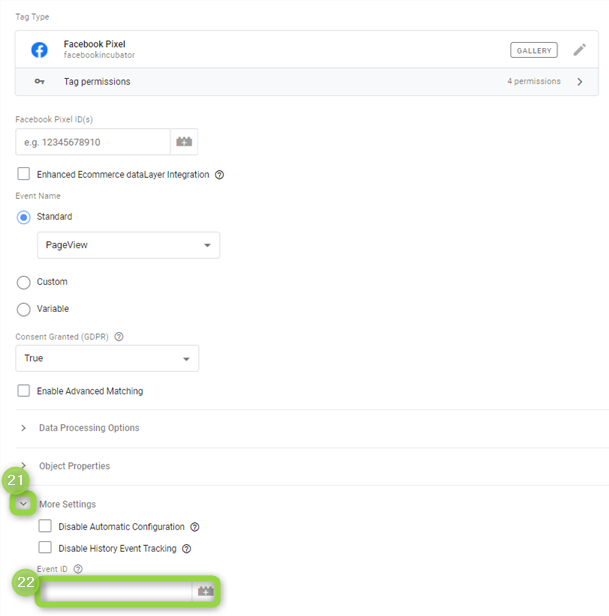 Tag Type
Facebook Pixel
facebookincubator
GALLERY
Tag permissions
4 permissions
Facebook Pixel ID(s)
e.g. 12345678910
Enhanced Ecommerce dataLayer Integration
Event Name
Standard
PageView
Custom
Variable
Consent Granted (GDPR)
True
Enable Advanced Matching
Data Processing Options
Object Properties
21
More Settings
Disable Automatic Configuration
Disable History Event Tracking
Event ID
22